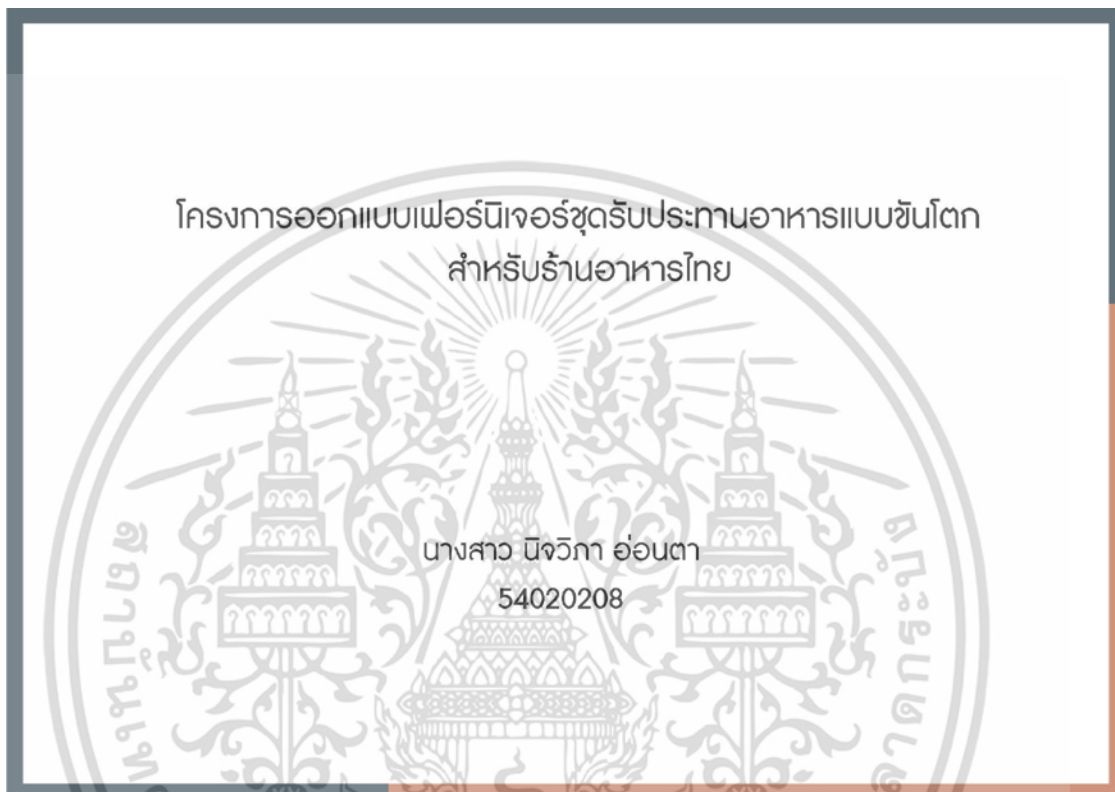 โครงการออกแบบเฟอร์นิเจอร์ชุดรับประทานอาหารแบบขันโตก
สำหรับร้านอาหารไทย
นางสาว นิจวิภา อ่อนตา
54020208